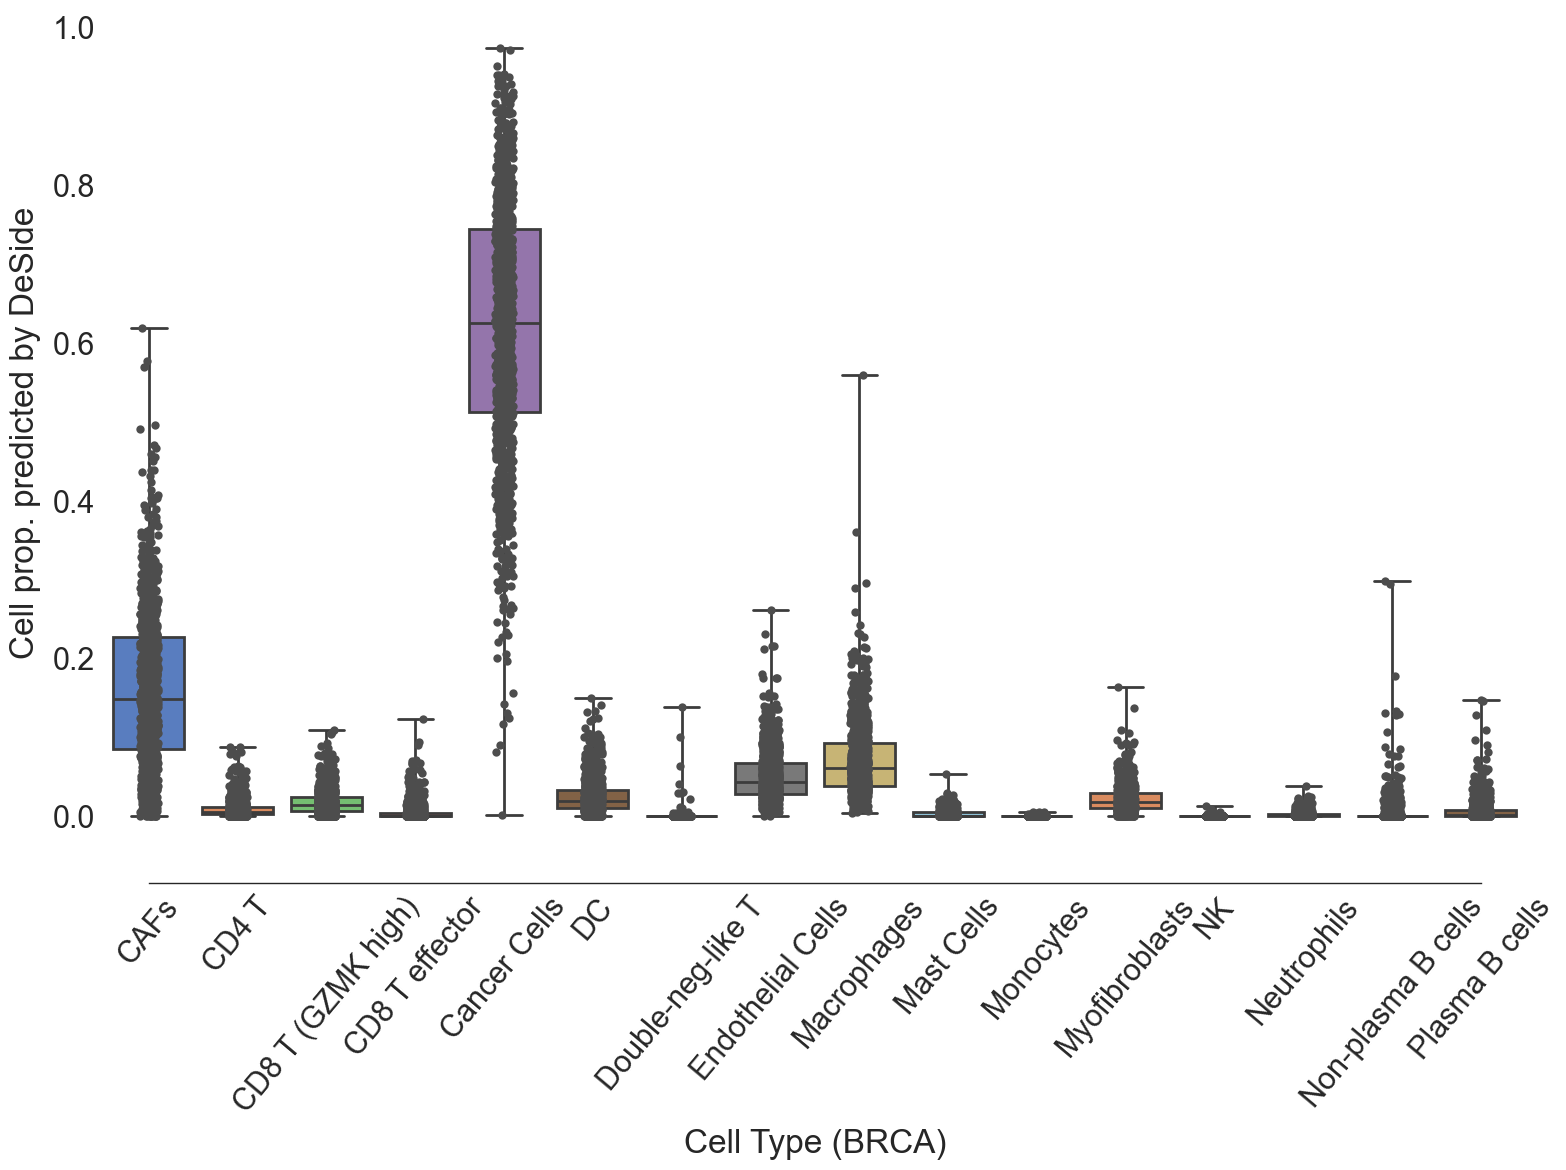 1.0
0.8
0.6
0.4
0.2
0.0
Cell prop. predicted by DeSide
CAFs
CD4 T
CD8 T (GZMK high)
CD8 T effector
Cancer Cells
DC
Double-neg-like T
Endothelial Cells
Macrophages
Mast Cells
Monocytes
Myofibroblasts
NK
Neutrophils
Non-plasma B cells
Plasma B cells
Cell Type (BRCA)